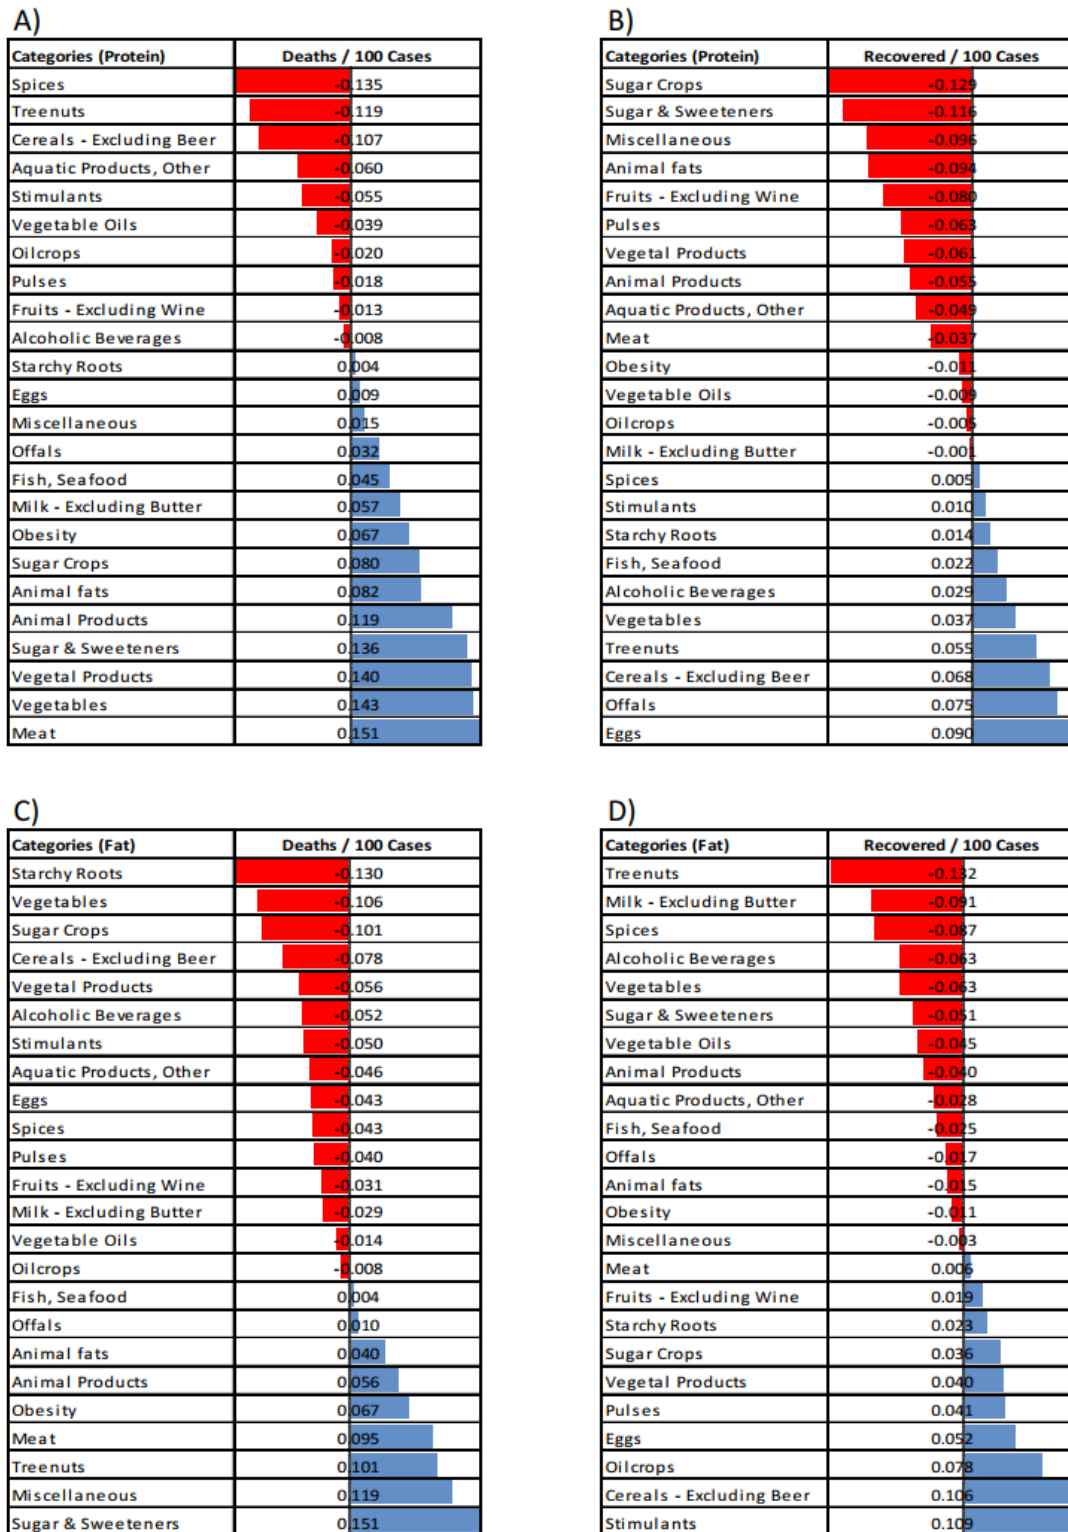 A)
Categories (Protein) Deaths / 100 Cases
Spices -0.135
Treenuts -0.119
Cereals - Excluding Beer -0.107
Aquatic Products, Other -0.060
Stimulants -0.055
Vegetable Oils -0.039
Oilcrops -0.020
Pulses -0.018
Fruits - Excluding Wine -0.013
Alcoholic Beverages -0.008
Starchy Roots 0.004
Eggs 0.009
Miscellaneous 0.015
Offals 0.032
Fish, Seafood 0.045
Milk - Excluding Butter 0.057
Obesity 0.067
Sugar Crops 0.080
Animal fats 0.082
Animal Products 0.119
Sugar & Sweeteners 0.136
Vegetal Products 0.140
Vegetables 0.143
Meat 0.151
B)
Categories (Protein) Recovered / 100 Cases
Sugar Crops -0.129
Sugar & Sweeteners -0.116
Miscellaneous -0.096
Animal fats -0.094
Fruits - Excluding Wine -0.080
Pulses -0.063
Vegetal Products -0.061
Animal Products -0.055
Aquatic Products, Other -0.049
Meat -0.037
Obesity -0.011
Vegetable Oils -0.009
Oilcrops -0.005
Milk - Excluding Butter -0.001
Spices 0.005
Stimulants 0.010
Starchy Roots 0.014
Fish, Seafood 0.022
Alcoholic Beverages 0.029
Vegetables 0.037
Treenuts 0.055
Cereals - Excluding Beer 0.068
Offals 0.075
Eggs 0.090
C)
Categories (Fat) Deaths / 100 Cases
Starchy Roots -0.130
Vegetables -0.106
Sugar Crops -0.101
Cereals - Excluding Beer -0.078
Vegetal Products -0.056
Alcoholic Beverages -0.052
Stimulants -0.050
Aquatic Products, Other -0.046
Eggs -0.043
Spices -0.043
Pulses -0.040
Fruits - Excluding Wine -0.031
Milk - Excluding Butter -0.029
Vegetable Oils -0.014
Oilcrops -0.008
Fish, Seafood 0.004
Offals 0.010
Animal fats 0.040
Animal Products 0.056
Obesity 0.067
Meat 0.095
Treenuts 0.101
Miscellaneous 0.119
Sugar & Sweeteners 0.151
D)
Categories (Fat) Recovered / 100 Cases
Treenuts -0.132
Milk - Excluding Butter -0.091
Spices -0.087
Alcoholic Beverages -0.063
Vegetables -0.063
Sugar & Sweeteners -0.051
Vegetable Oils -0.045
Animal Products -0.040
Aquatic Products, Other -0.028
Fish, Seafood -0.025
Offals -0.017
Animal fats -0.015
Obesity -0.011
Miscellaneous -0.003
Meat 0.006
Fruits - Excluding Wine 0.019
Starchy Roots 0.023
Sugar Crops 0.036
Vegetal Products 0.040
Pulses 0.041
Eggs 0.052
Oilcrops 0.078
Cereals - Excluding Beer 0.106
Stimulants 0.109